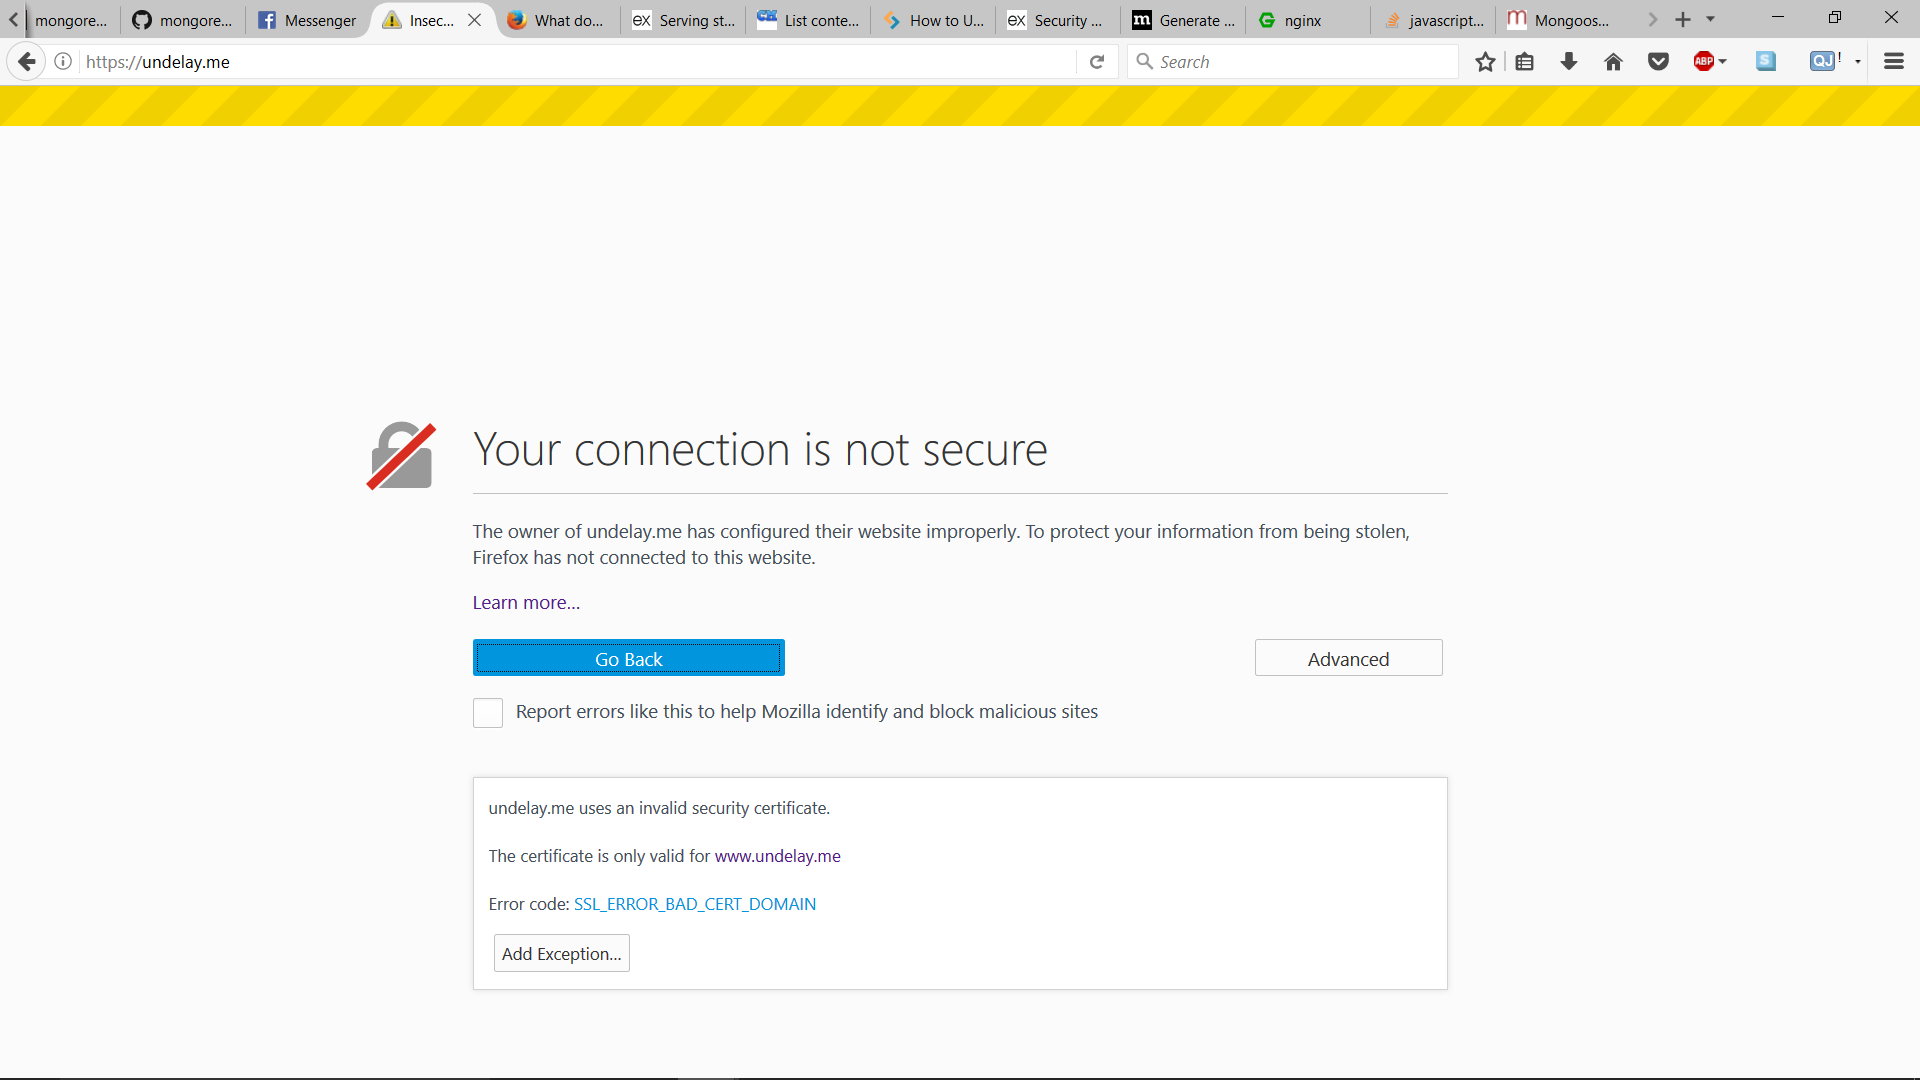 mongore...
mongore...
Messenger
Insec...
What do...
Serving st...
List conte...
How to U...
Security ...
Generate ...
nginx
javascript...
Mongoos...
https://undelay.me
Search
ABP
S
QJ
!
Your connection is not secure
The owner of undelay.me has configured their website improperly. To protect your information from being stolen,
Firefox has not connected to this website.
Learn more...
Go Back
Advanced
Report errors like this to help Mozilla identify and block malicious sites
undelay.me uses an invalid security certificate.
The certificate is only valid for www.undelay.me
Error code: SSL_ERROR_BAD_CERT_DOMAIN
Add Exception...